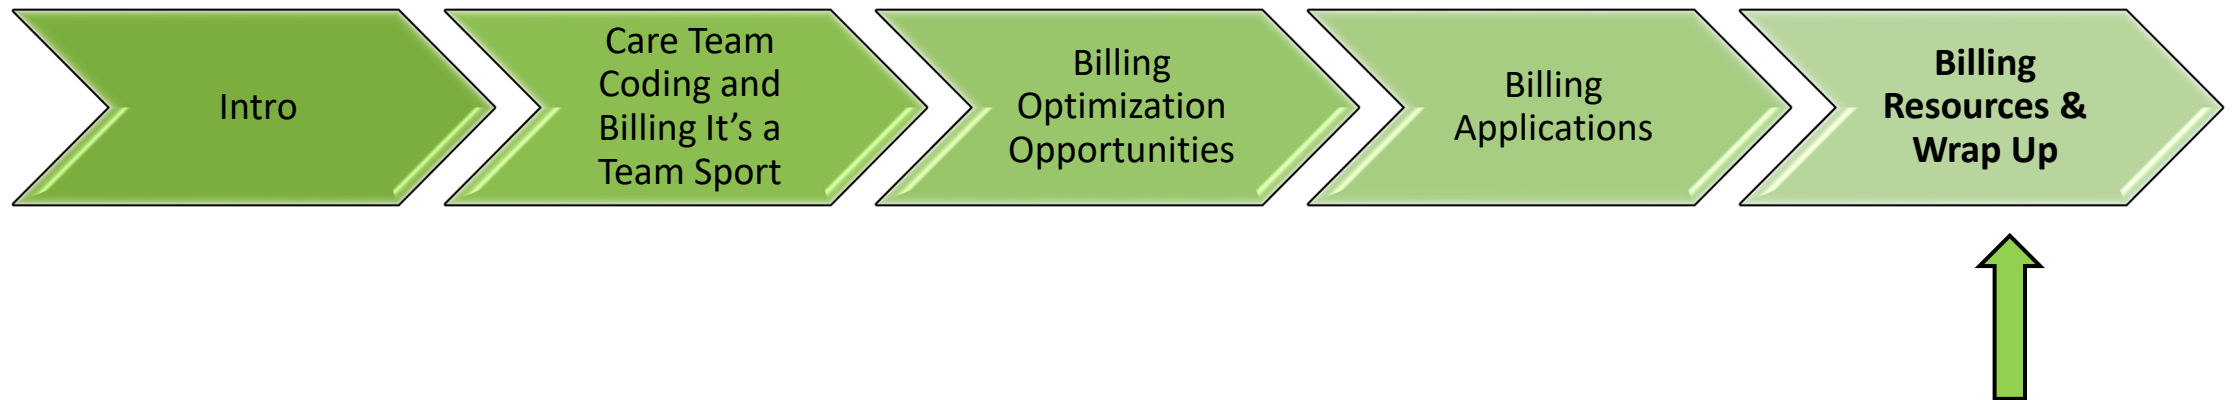 Intro
Care Team
Coding and
Billing It’s a
Team Sport
Billing
Optimization
Opportunities
Billing
Applications
Billing
Resources &
Wrap Up